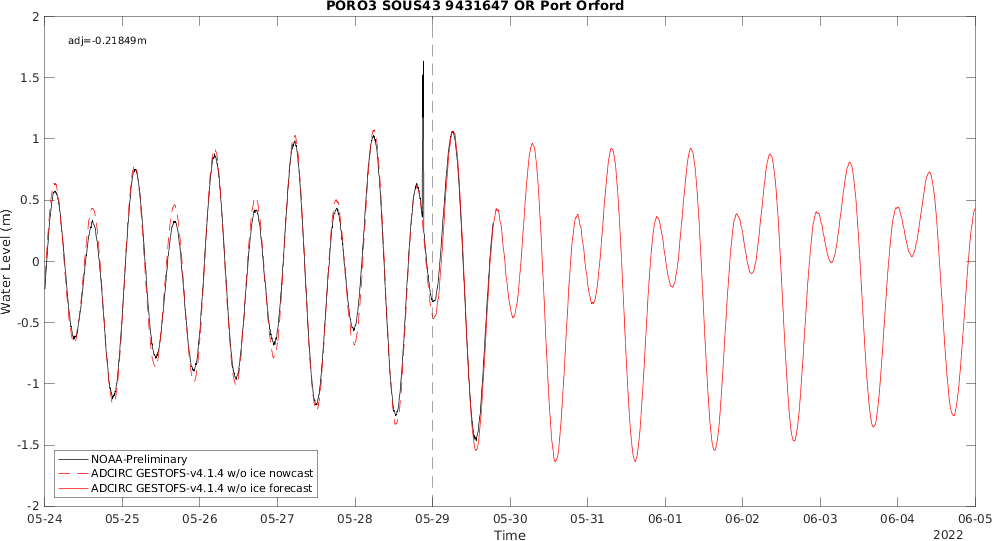 PORO3 SOUS43 9431647 OR Port Orford
adj=-0.21849m
2
1.5
1
0.5
0
-0.5
-1
-1.5
-2
Water Level (m)
NOAA-Preliminary
ADCIRC GESTOFS-v4.1.4 w/o ice nowcast
ADCIRC GESTOFS-v4.1.4 w/o ice forecast
05-24 05-25 05-26 05-27 05-28 05-29 05-30 05-31 06-01 06-02 06-03 06-04 06-05
Time
2022